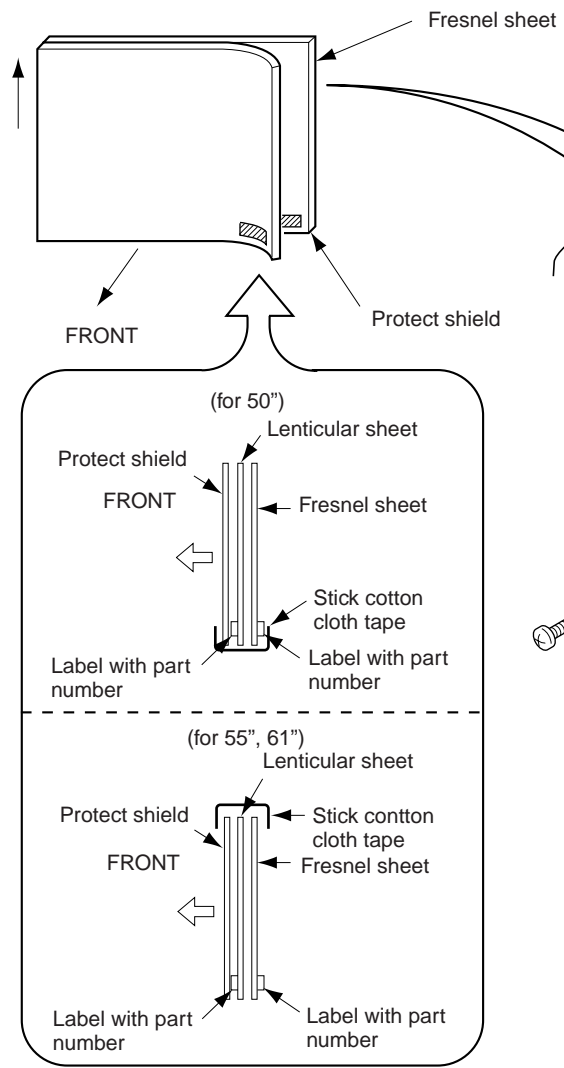 Fresnel sheet
Protect shield
FRONT
(for 50”)
Lenticular sheet
Protect shield
FRONT
Fresnel sheet
Stick cotton
cloth tape
Label with part
number
Label with part
number
(for 55”, 61”)
Lenticular sheet
Protect shield
Stick contton
cloth tape
FRONT
Fresnel sheet
Label with part
number
Label with part
number